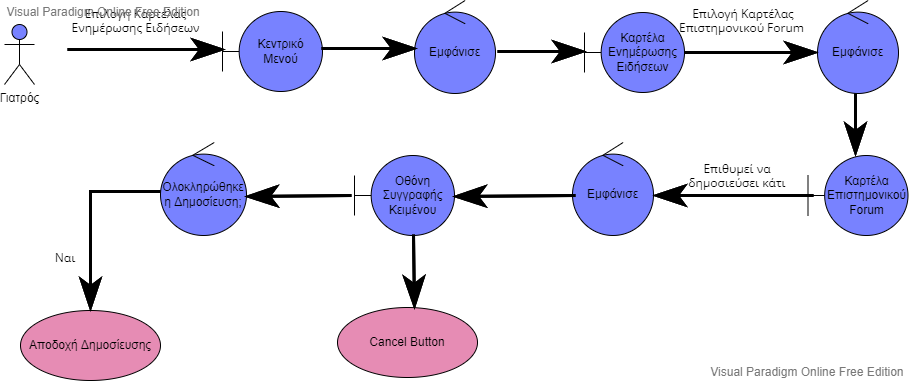 Visual Paradigm Online Free Edition
Επιλογή Καρτέλας
Ενημέρωσης Ειδήσεων
Γιατρός
Κεντρικό
Μενού
Εμφάνισε
Καρτέλα
Ενημέρωσης
Ειδήσεων
Επιλογή Καρτέλας
Επιστημονικού Forum
Εμφάνισε
Ολοκληρώθηκε
η Δημοσίευση;
Οθόνη
Συγγραφής
Κειμένου
Εμφάνισε
Επιθυμεί να
δημοσιεύσει κάτι
Καρτέλα
Επιστημονικού
Forum
Ναι
Αποδοχή Δημοσίευσης
Cancel Button
Visual Paradigm Online Free Edition